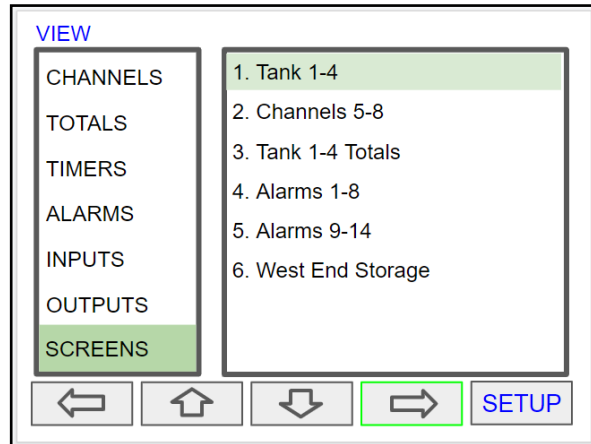 VIEW
CHANNELS
TOTALS
TIMERS
ALARMS
INPUTS
OUTPUTS
SCREENS
1. Tank 1-4
2. Channels 5-8
3. Tank 1-4 Totals
4. Alarms 1-8
5. Alarms 9-14
6. West End Storage
SETUP